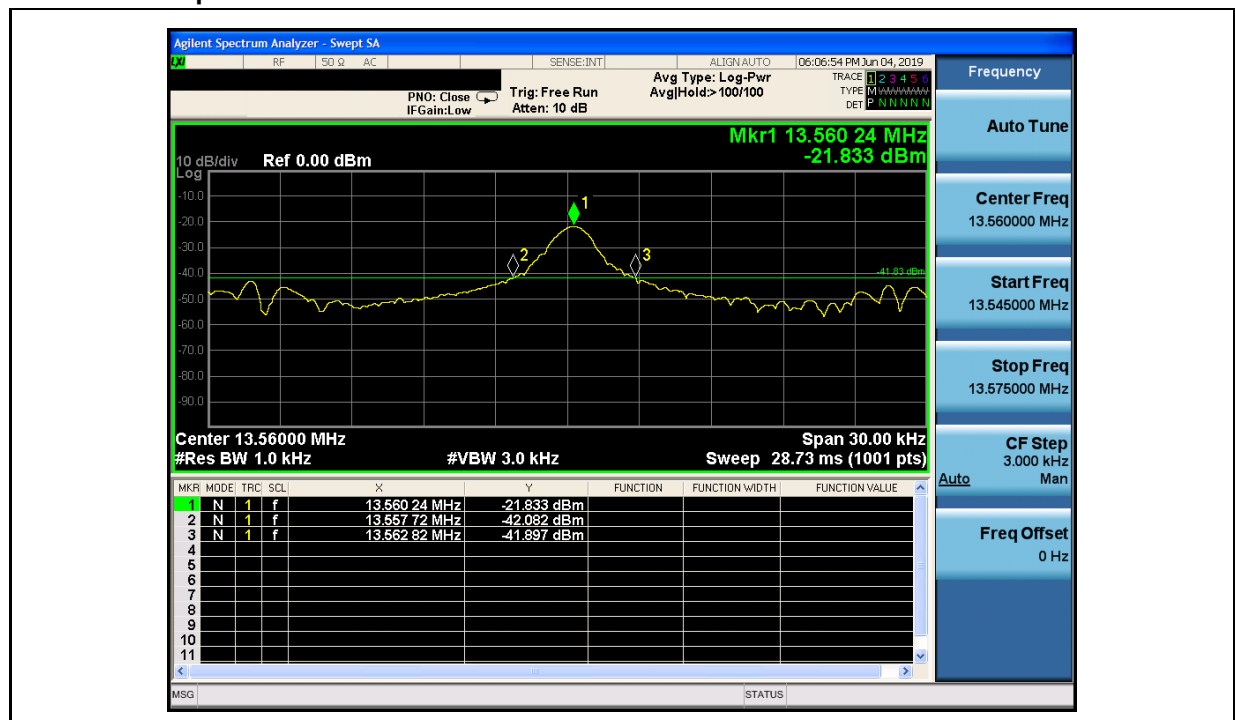 Agilent Spectrum Analyzer - Swept SA
LXI RF 50 Ω AC SENSE:INT ALIGN AUTO 06:06:54 PM Jun 04, 2019
PNO: Close
IFGain:Low
Trig: Free Run
Atten: 10 dB
Avg Type: Log-Pwr
Avg|Hold:>100/100
TRACE 1 2 3 4 5 6
TYPE M WWWWW
DET P N N N N N
Mkr1 13.560 24 MHz
-21.833 dBm
10 dB/div Ref 0.00 dBm
Log
-10.0
-20.0
-30.0
-40.0
-50.0
-60.0
-70.0
-80.0
-90.0
1
2
3
-41.83 dBm
Center 13.56000 MHz Span 30.00 kHz
#Res BW 1.0 kHz #VBW 3.0 kHz Sweep 28.73 ms (1001 pts)
MKR MODE TRC SCL X Y FUNCTION FUNCTION WIDTH FUNCTION VALUE
1 N 1 f 13.560 24 MHz -21.833 dBm
2 N 1 f 13.557 72 MHz -42.082 dBm
3 N 1 f 13.562 82 MHz -41.897 dBm
4
5
6
7
8
9
10
11
MSG STATUS
Frequency
Auto Tune
Center Freq
13.560000 MHz
Start Freq
13.545000 MHz
Stop Freq
13.575000 MHz
CF Step
3.000 kHz
Auto Man
Freq Offset
0 Hz